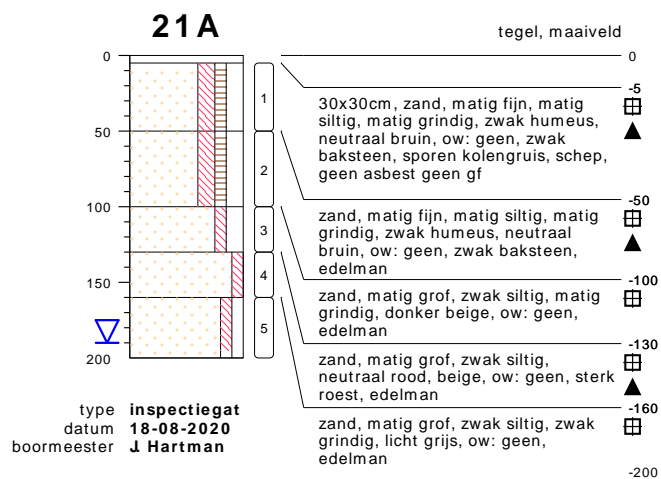 21A
tegel, maaiveld
0
50
100
150
200
1
2
3
4
5
0
-5
30x30cm, zand, matig fijn, matig
siltig, matig grindig, zwak humeus,
neutraal bruin, ow: geen, zwak
baksteen, sporen kolengruis, schep,
geen asbest geen gf
-50
zand, matig fijn, matig siltig, matig
grindig, zwak humeus, neutraal
bruin, ow: geen, zwak baksteen,
edelman
-100
zand, matig grof, zwak siltig, matig
grindig, donker beige, ow: geen,
edelman
-130
zand, matig grof, zwak siltig,
neutraal rood, beige, ow: geen, sterk
roest, edelman
-160
zand, matig grof, zwak siltig, zwak
grindig, licht grijs, ow: geen,
edelman
-200
type inspectiegat
datum 18-08-2020
boormeester J. Hartman